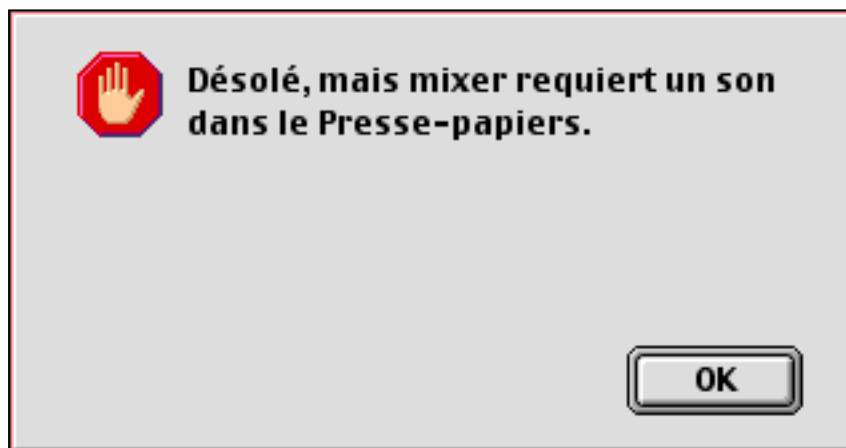 Désolé, mais mixer requiert un son
dans le Presse-papiers.
OK